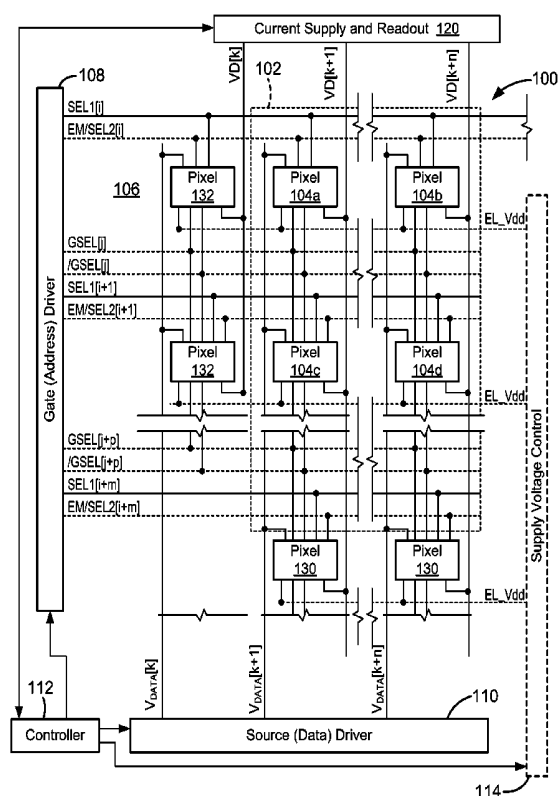 Current Supply and Readout 120
108
VD[k]
VD[k+1]
VD[k+n]
102
100
SEL1[i]
EM/SEL2[i]
106
Pixel 132
Pixel 104a
Pixel 104b
EL_Vdd
GSEL[j]
/GSEL[j]
SEL1[i+1]
EM/SEL2[i+1]
Pixel 132
Pixel 104c
Pixel 104d
EL_Vdd
Gate (Address) Driver
GSEL[j+p]
/GSEL[j+p]
SEL1[i+m]
EM/SEL2[i+m]
Pixel 130
Pixel 130
EL_Vdd
Supply Voltage Control
VDATA[k]
VDATA[k+1]
VDATA[k+n]
112
110
Controller
Source (Data) Driver
114